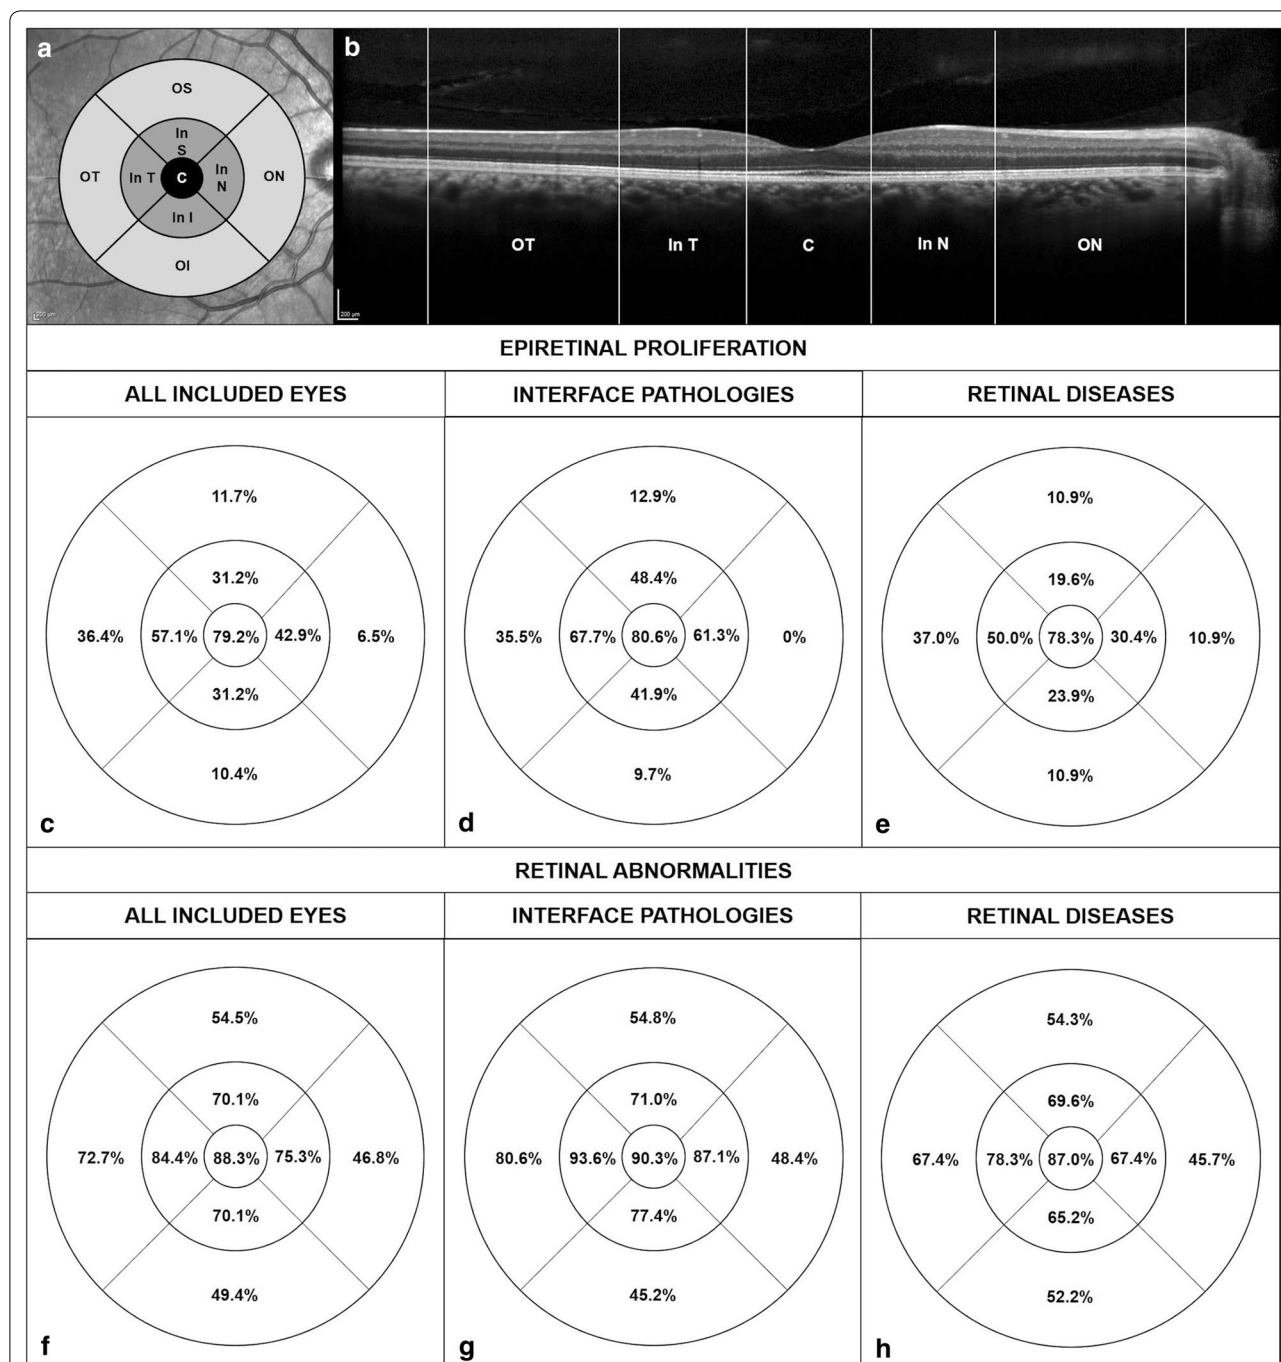 a
b
OS
In
S
OT
In T
C
In
N
ON
In I
OI
200 µm
200 µm
OT
In T
C
In N
ON
EPIRETINAL PROLIFERATION
ALL INCLUDED EYES
INTERFACE PATHOLOGIES
RETINAL DISEASES
11.7%
31.2%
36.4%
57.1%
79.2%
42.9%
6.5%
31.2%
10.4%
c
12.9%
48.4%
35.5%
67.7%
80.6%
61.3%
0%
41.9%
9.7%
d
10.9%
19.6%
37.0%
50.0%
78.3%
30.4%
10.9%
23.9%
10.9%
e
RETINAL ABNORMALITIES
ALL INCLUDED EYES
INTERFACE PATHOLOGIES
RETINAL DISEASES
54.5%
70.1%
72.7%
84.4%
88.3%
75.3%
46.8%
70.1%
49.4%
f
54.8%
71.0%
80.6%
93.6%
90.3%
87.1%
48.4%
77.4%
45.2%
g
54.3%
69.6%
67.4%
78.3%
87.0%
67.4%
45.7%
65.2%
52.2%
h